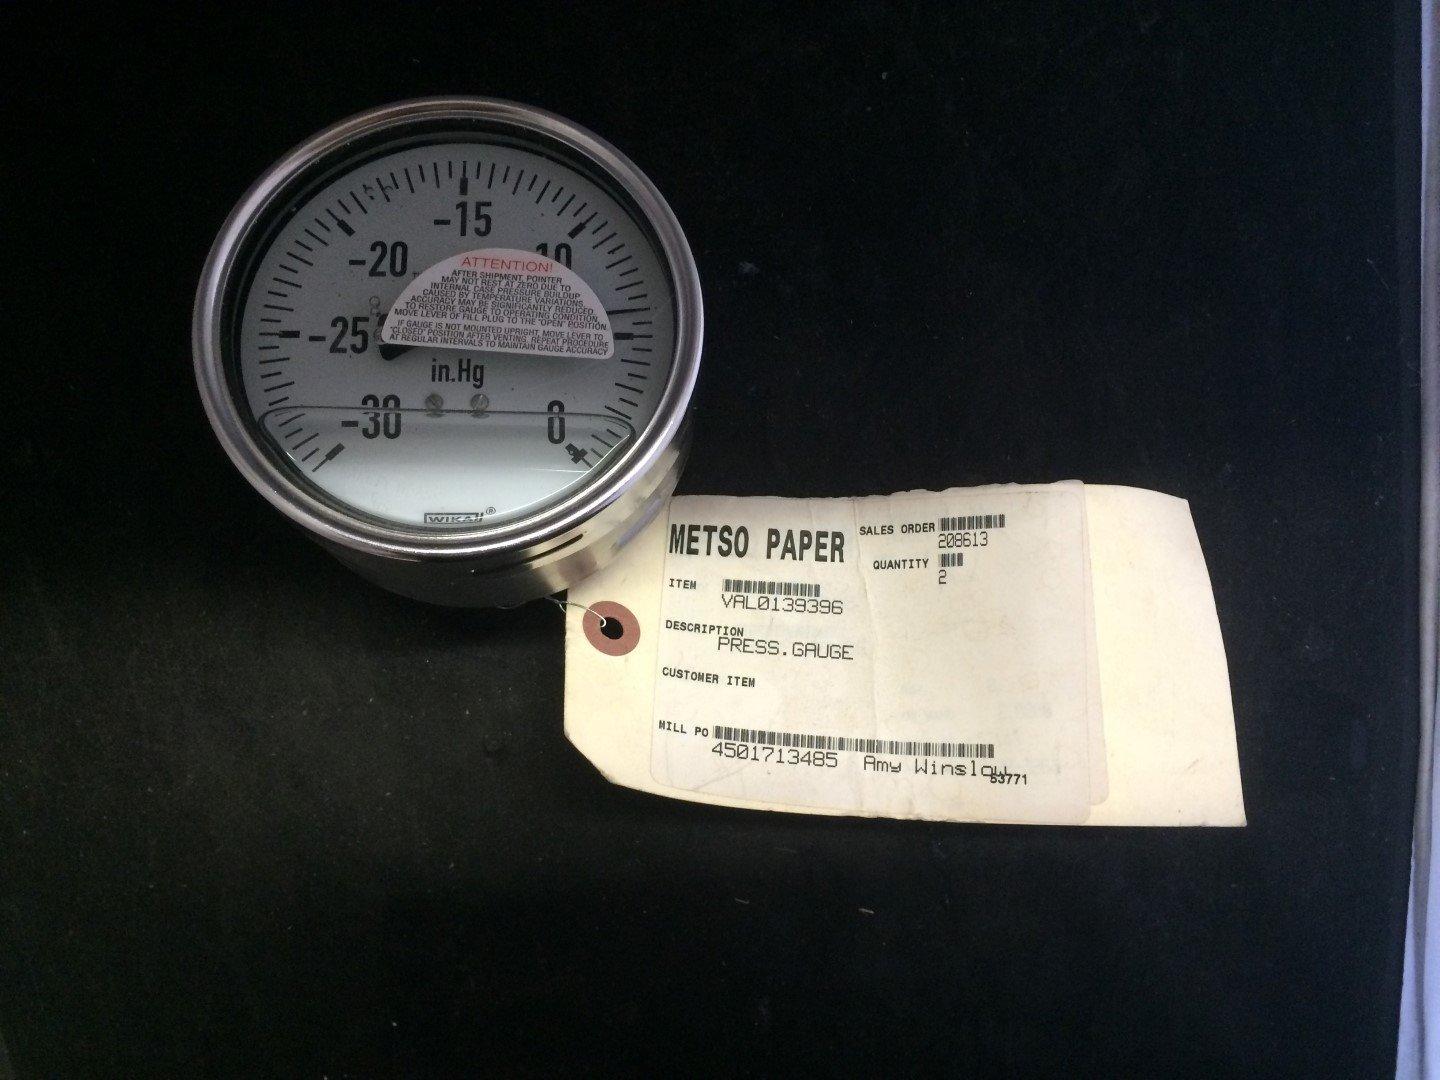 -15
-20
10
ATTENTION!
AFTER SHIPMENT, POINTER
MAY NOT REST AT ZERO DUE TO
INTERNAL CASE PRESSURE BUILDUP
CAUSED BY TEMPERATURE VARIATIONS.
ACCURACY MAY BE SIGNIFICANTLY REDUCED.
TO RESTORE GAUGE TO OPERATING CONDITION,
MOVE LEVER OF FILL PLUG TO THE "OPEN" POSITION.
IF GAUGE IS NOT MOUNTED UPRIGHT, MOVE LEVER TO
"CLOSED" POSITION AFTER VENTING. REPEAT PROCEDURE
AT REGULAR INTERVALS TO MAINTAIN GAUGE ACCURACY
-25
in.Hg
-30
0
WIKA®
METSO PAPER
SALES ORDER
208613
QUANTITY
2
ITEM
VAL0139396
DESCRIPTION
PRESS.GAUGE
CUSTOMER ITEM
MILL PO
4501713485 Amy Winslow
53771